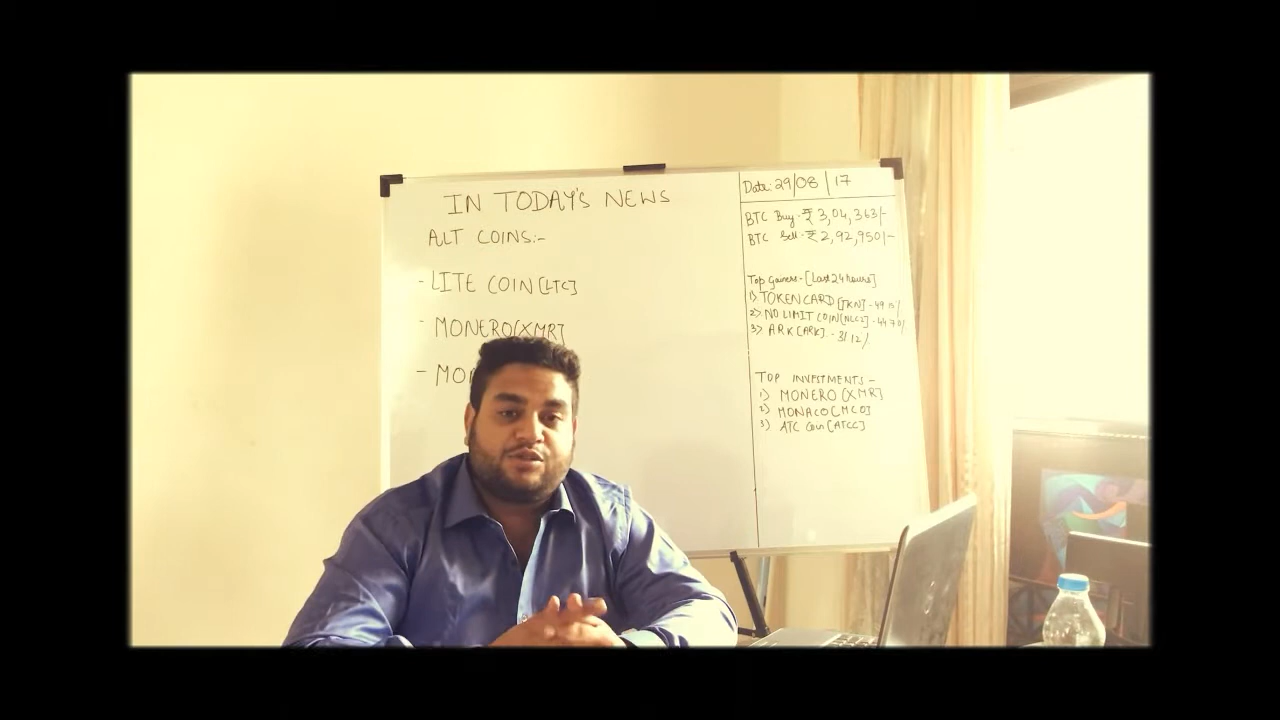 IN TODAY'S NEWS
ALT COINS:-
- LITE COIN [LTC]
- MONERO [XMR]
Date: 29/08/17
BTC Buy - ₹ 3,04,363/-
BTC Sell - ₹ 2,92,950/-
Top Gainers - [Last 24 hours]
1) TOKENCARD [TKN] -
2) NO LIMIT COIN [NLC2] -
3) ARK [ARK] -
TOP INVESTMENTS -
1) MONERO [XMR]
2) MONACO [MCO]
3) ATC Coin [ATCC]